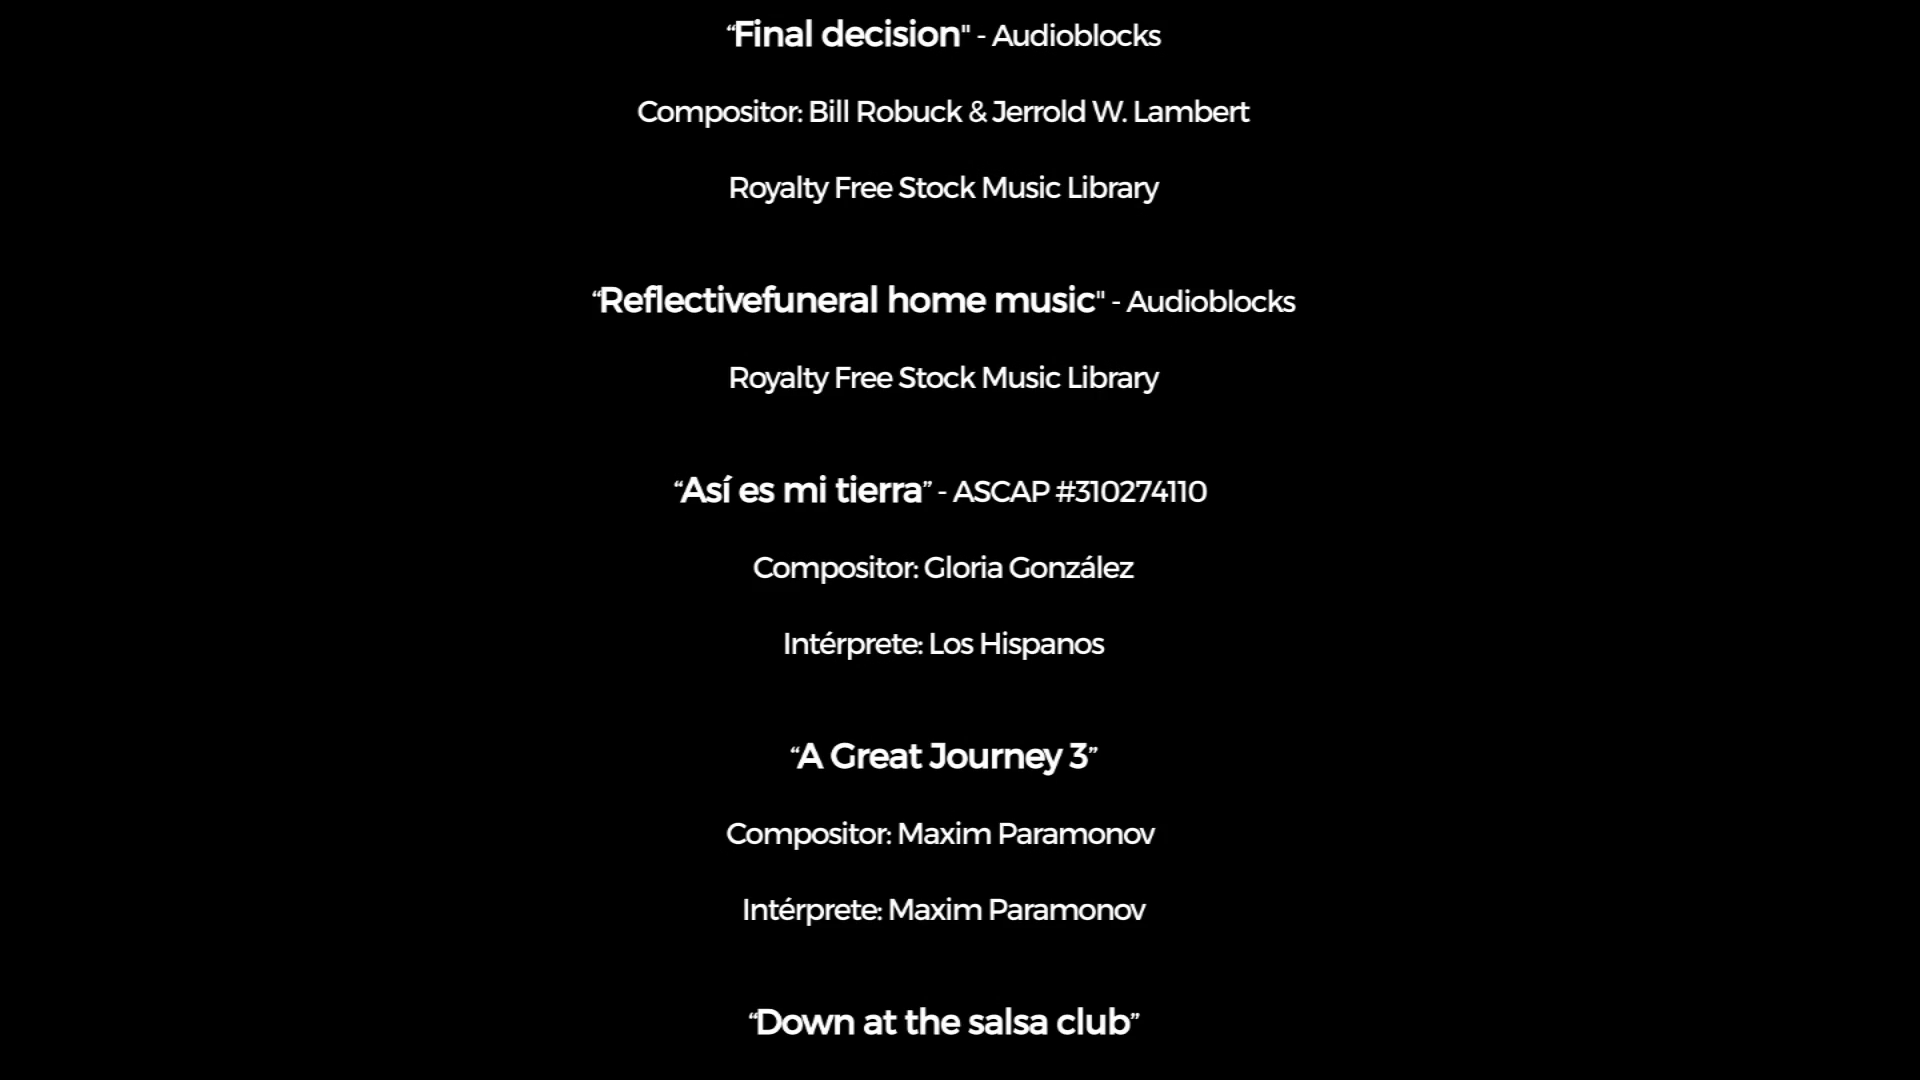 “Final decision" - Audioblocks
Compositor: Bill Robuck & Jerrold W. Lambert
Royalty Free Stock Music Library
“Reflectivefuneral home music" - Audioblocks
Royalty Free Stock Music Library
“Así es mi tierra” - ASCAP #310274110
Compositor: Gloria González
Intérprete: Los Hispanos
“A Great Journey 3”
Compositor: Maxim Paramonov
Intérprete: Maxim Paramonov
“Down at the salsa club”